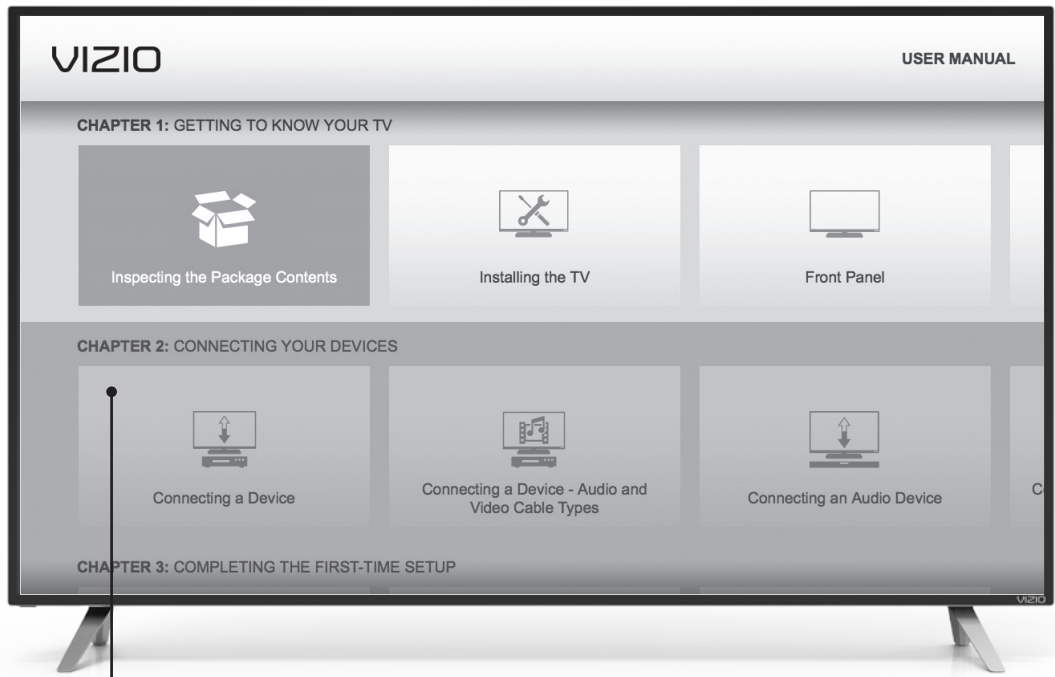 VIZIO
USER MANUAL
CHAPTER 1: GETTING TO KNOW YOUR TV
Inspecting the Package Contents
Installing the TV
Front Panel
CHAPTER 2: CONNECTING YOUR DEVICES
Connecting a Device
Connecting a Device - Audio and
Video Cable Types
Connecting an Audio Device
CHAPTER 3: COMPLETING THE FIRST-TIME SETUP
VIZIO